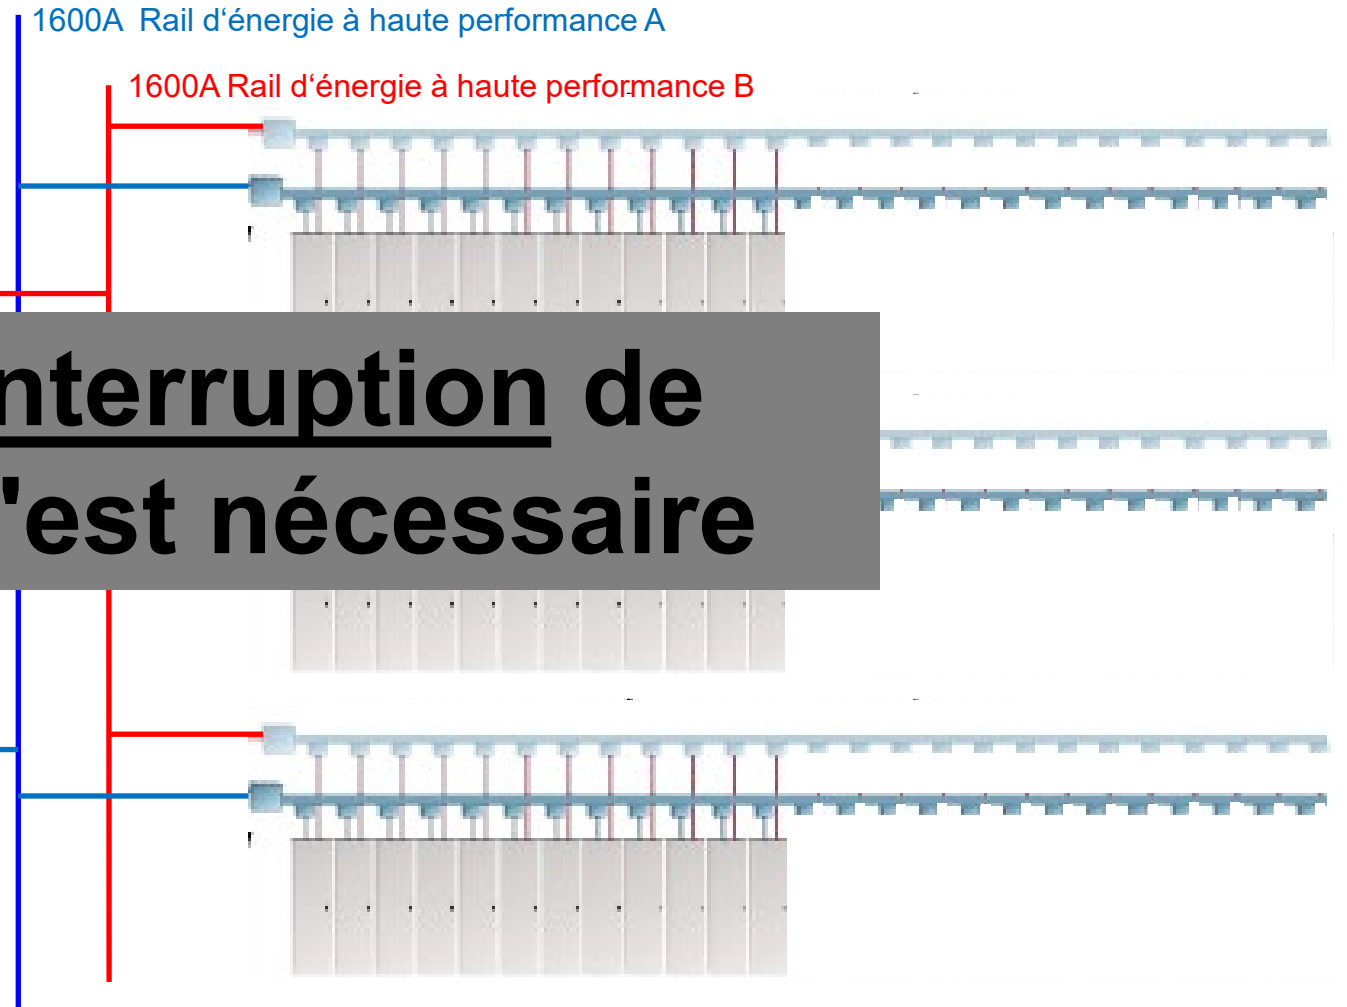 1600A  Rail d‘énergie à haute performance A
1600A Rail d‘énergie à haute performance B
nterruption de
'est nécessaire